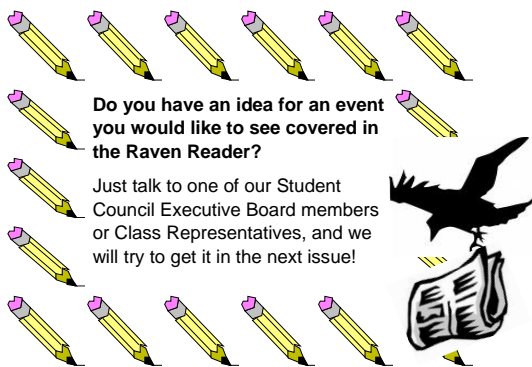 Do you have an idea for an event
you would like to see covered in
the Raven Reader?
Just talk to one of our Student
Council Executive Board members
or Class Representatives, and we
will try to get it in the next issue!